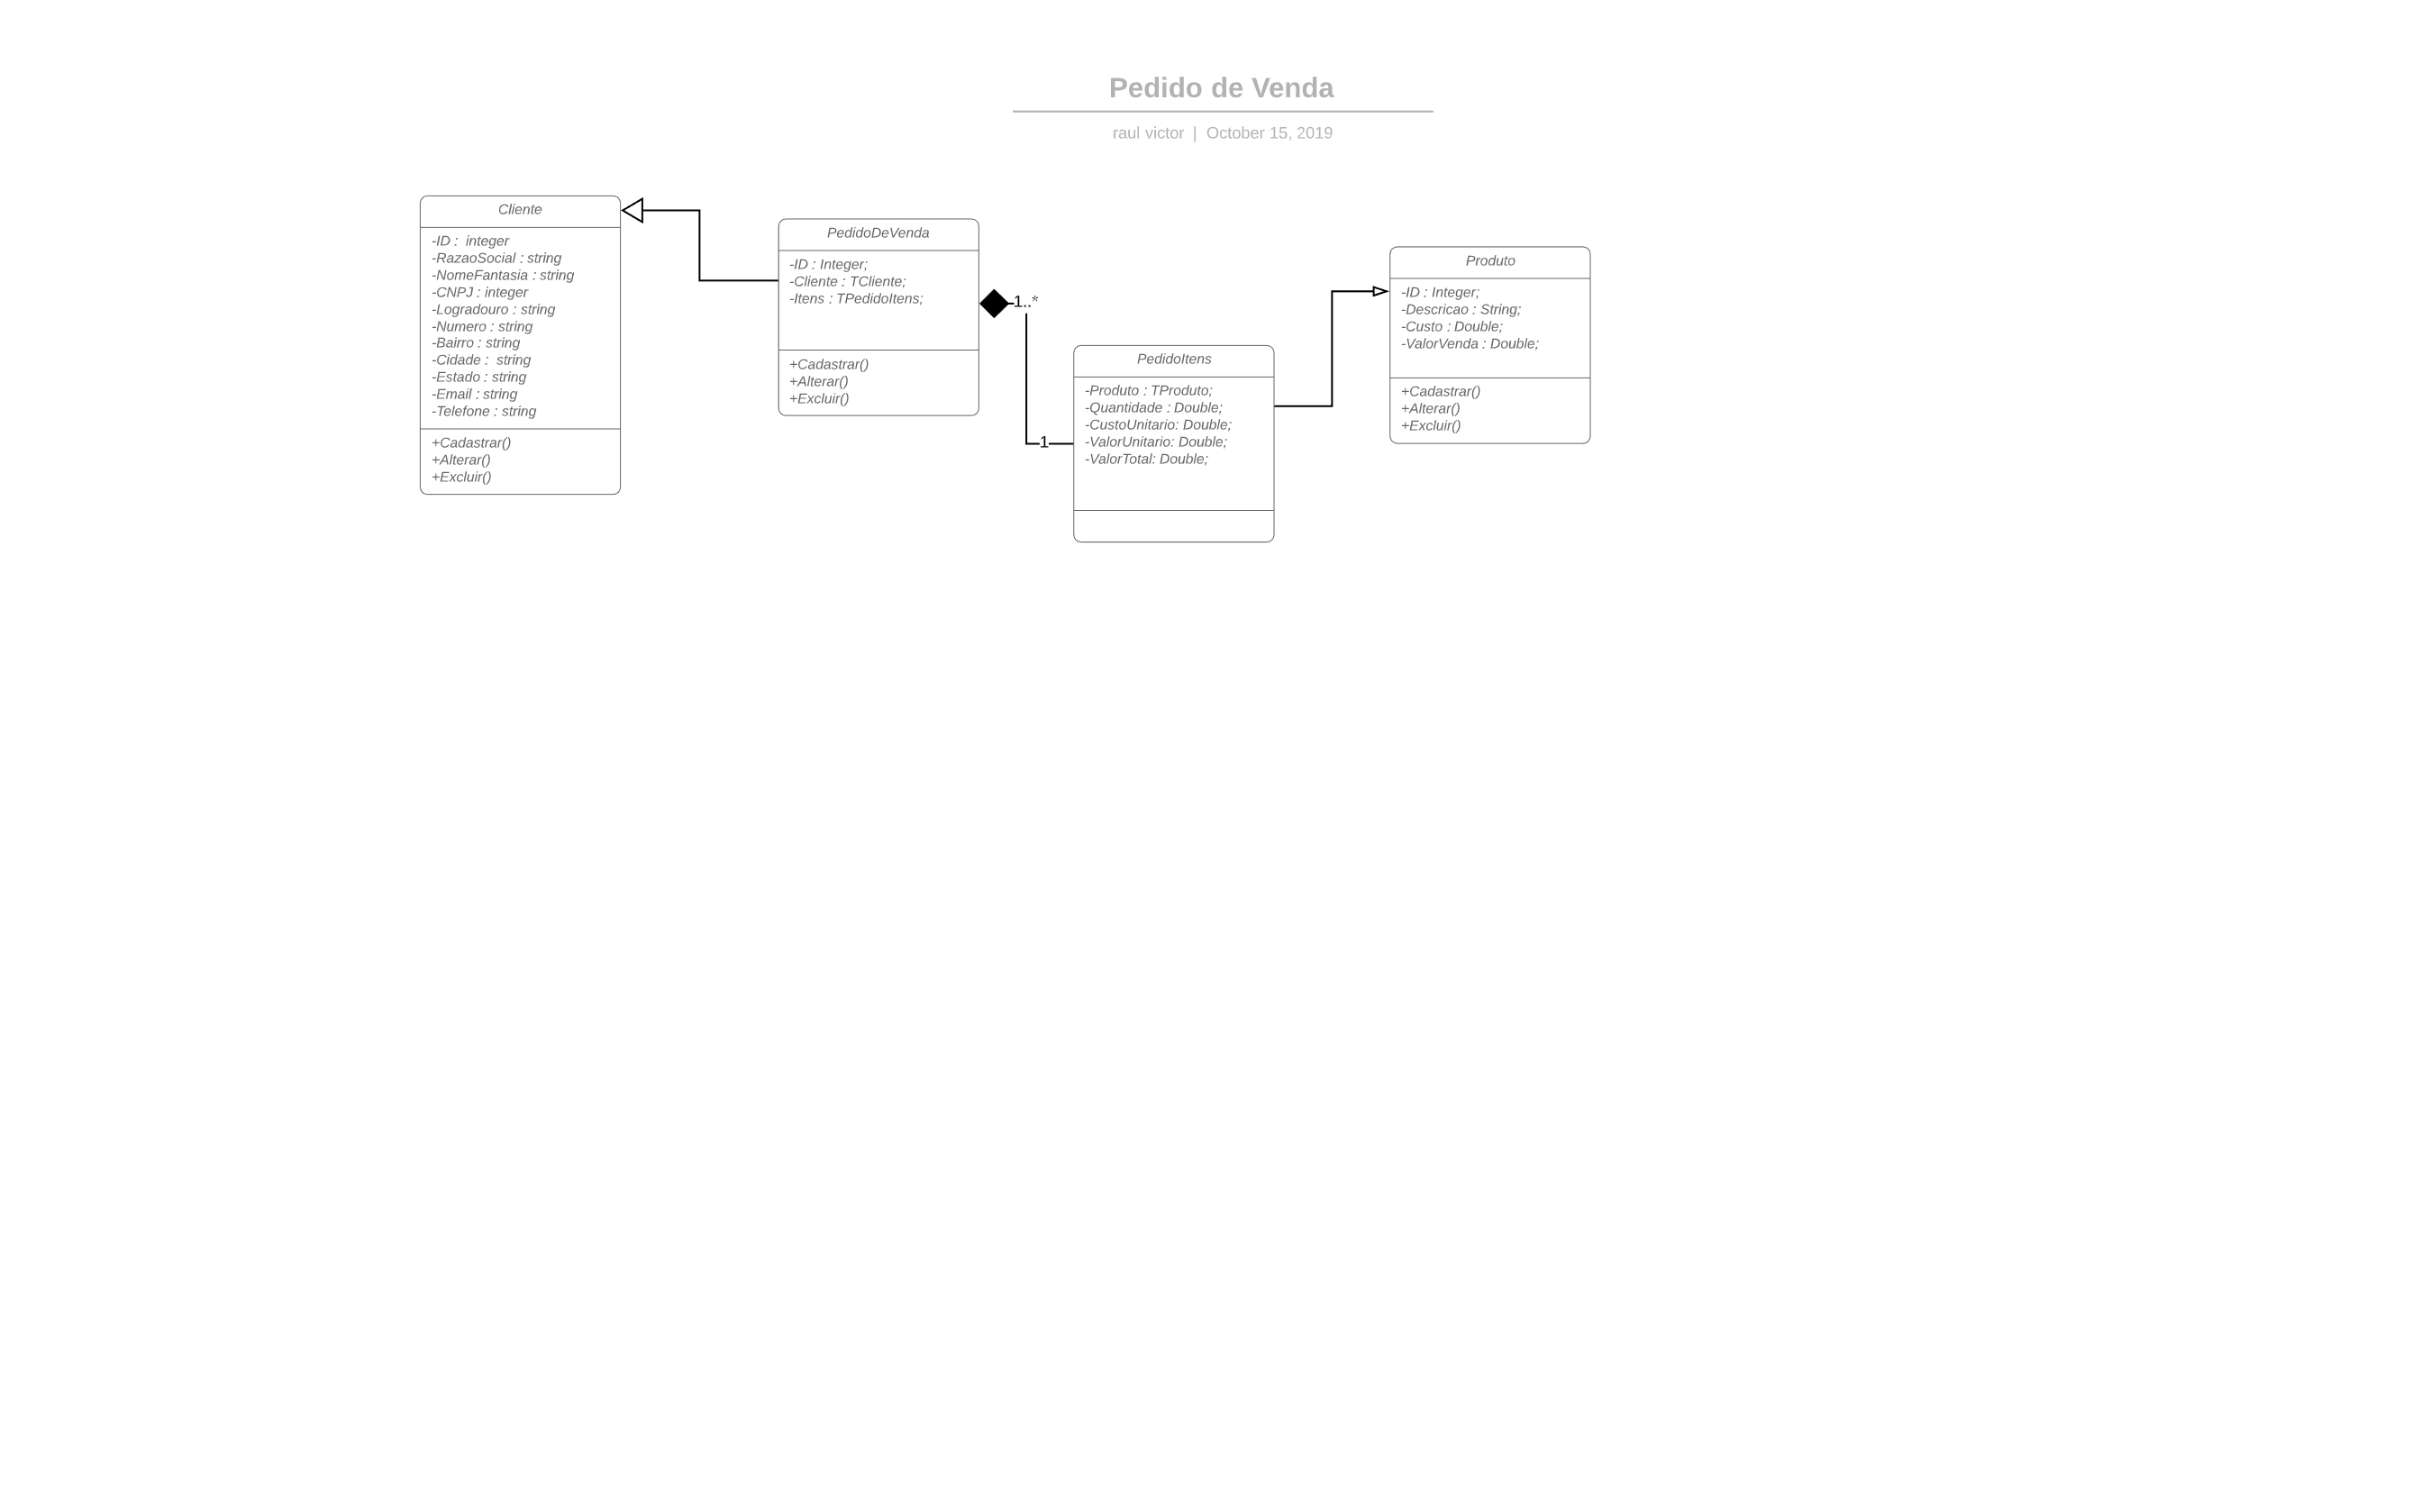 Pedido de Venda
raul victor | October 15, 2019
Cliente
-ID :  integer
-RazaoSocial : string
-NomeFantasia : string
-CNPJ : integer
-Logradouro : string
-Numero : string
-Bairro : string
-Cidade :  string
-Estado : string
-Email : string
-Telefone : string
+Cadastrar()
+Alterar()
+Excluir()
PedidoDeVenda
-ID : Integer;
-Cliente : TCliente;
-Itens : TPedidoItens;
+Cadastrar()
+Alterar()
+Excluir()
1..*
1
PedidoItens
-Produto : TProduto;
-Quantidade : Double;
-CustoUnitario: Double;
-ValorUnitario: Double;
-ValorTotal: Double;
Produto
-ID : Integer;
-Descricao : String;
-Custo : Double;
-ValorVenda : Double;
+Cadastrar()
+Alterar()
+Excluir()